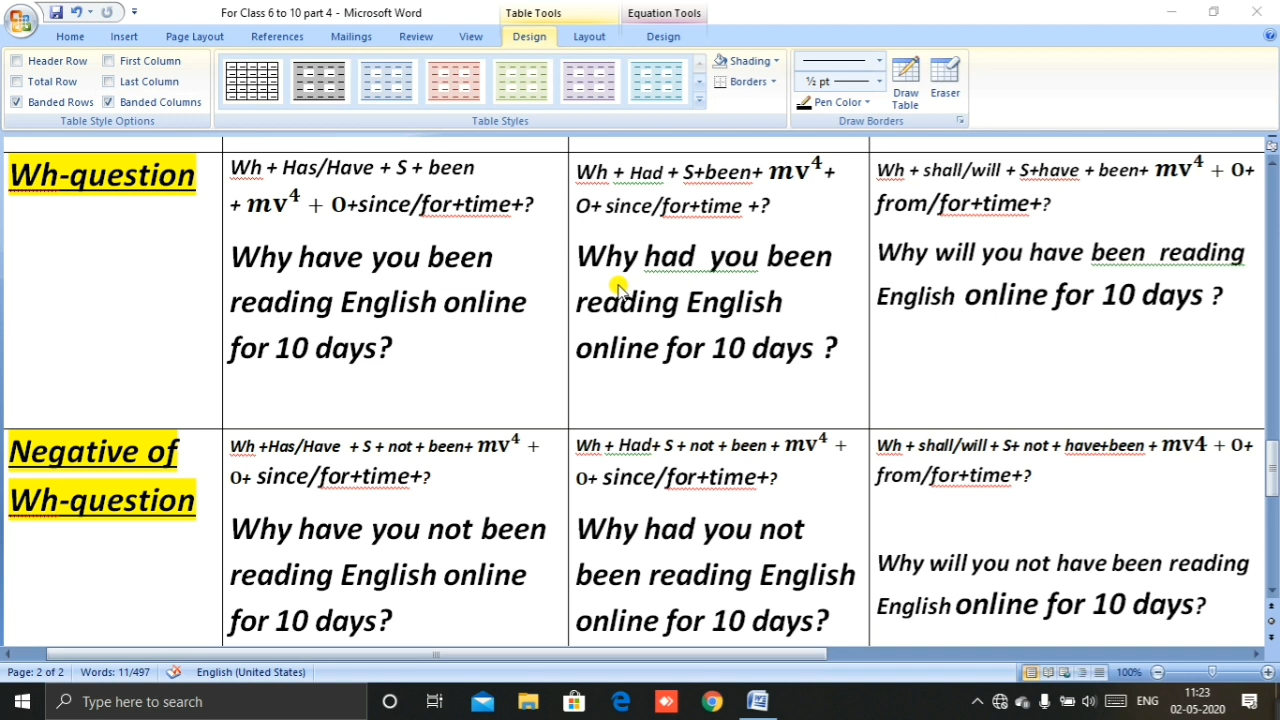 For Class 6 to 10 part 4 - Microsoft Word
Table Tools
Equation Tools
Home Insert Page Layout References Mailings Review View Design Layout Design
Header Row First Column
Total Row Last Column
Banded Rows Banded Columns
Table Style Options
Table Styles
Shading
Borders
½ pt
Pen Color
Draw Table
Eraser
Draw Borders
Wh-question
Wh + Has/Have + S + been
+ mv⁴ + O+since/for+time+?
Why have you been
reading English online
for 10 days?
Wh + Had + S+been+ mv⁴+
O+ since/for+time +?
Why had you been
reading English
online for 10 days ?
Wh + shall/will + S+have + been+ mv⁴ + O+
from/for+time+?
Why will you have been reading
English online for 10 days ?
Negative of
Wh-question
Wh +Has/Have + S + not + been+ mv⁴ +
O+ since/for+time+?
Why have you not been
reading English online
for 10 days?
Wh + Had+ S + not + been + mv⁴ +
O+ since/for+time+?
Why had you not
been reading English
online for 10 days?
Wh + shall/will + S+ not + have+been + mv4 + O+
from/for+time+?
Why will you not have been reading
English online for 10 days?
Page: 2 of 2 Words: 11/497 English (United States) 100%
Type here to search
ENG
11:23
02-05-2020